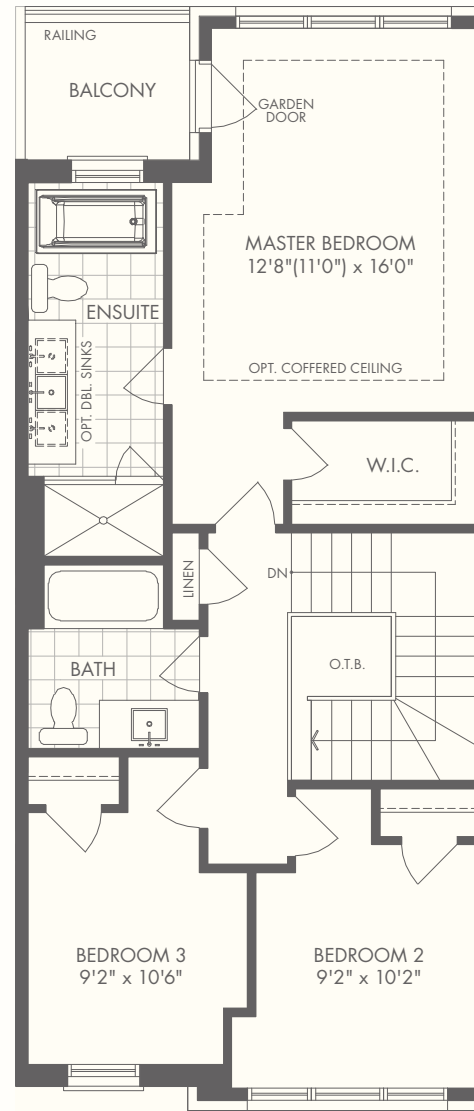 RAILING
BALCONY
GARDEN
DOOR
MASTER BEDROOM
12'8"(11'0") x 16'0"
ENSUITE
OPT. DBL. SINKS
OPT. COFFERED CEILING
W.I.C.
LINEN
DN
O.T.B.
BATH
BEDROOM 3
9'2" x 10'6"
BEDROOM 2
9'2" x 10'2"